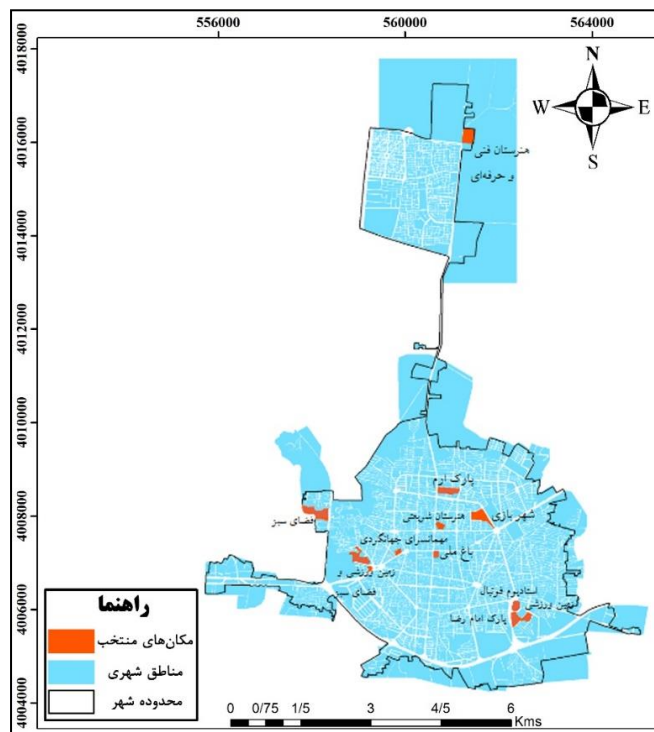 556000
560000
564000
4018000
4016000
4014000
4012000
4010000
4008000
4006000
4004000
N
W
E
S
هنرستان فنی
و حرفه‌ای
پارک ارم
شهر بازی
هنرستان شریعتی
فضای سبز
مهمانسرای جهانگردی
باغ ملی
زمین ورزشی و
فضای سبز
استادیوم فوتبال
زمین ورزشی
پارک امام رضا
راهنما
مکان‌های منتخب
مناطق شهری
محدوده شهر
0 0/75 1/5 3 4/5 6
Kms